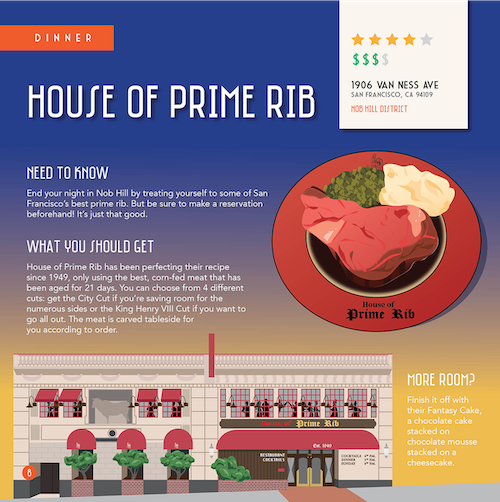 DINNER
$$$$
1906 VAN NESS AVE
SAN FRANCISCO, CA 94109
NOB HILL DISTRICT
HOUSE OF PRIME RIB
NEED TO KNOW
End your night in Nob Hill by treating yourself to some of San
Francisco's best prime rib. But be sure to make a reservation
beforehand! It's just that good.
WHAT YOU SHOULD GET
House of Prime Rib has been perfecting their recipe
since 1949, only using the best, corn-fed meat that has
been aged for 21 days. You can choose from 4 different
cuts: get the City Cut if you're saving room for the
numerous sides or the King Henry VIII Cut if you want to
go all out. The meat is carved tableside for
you according to order.
House of
Prime Rib
MORE ROOM?
Finish it off with
their Fantasy Cake,
a chocolate cake
stacked on
chocolate mousse
stacked on a
cheesecake.
House of Prime Rib
Est. 1949
RESTAURANT
COCKTAILS
COCKTAILS
DINNER
SUNDAY
8